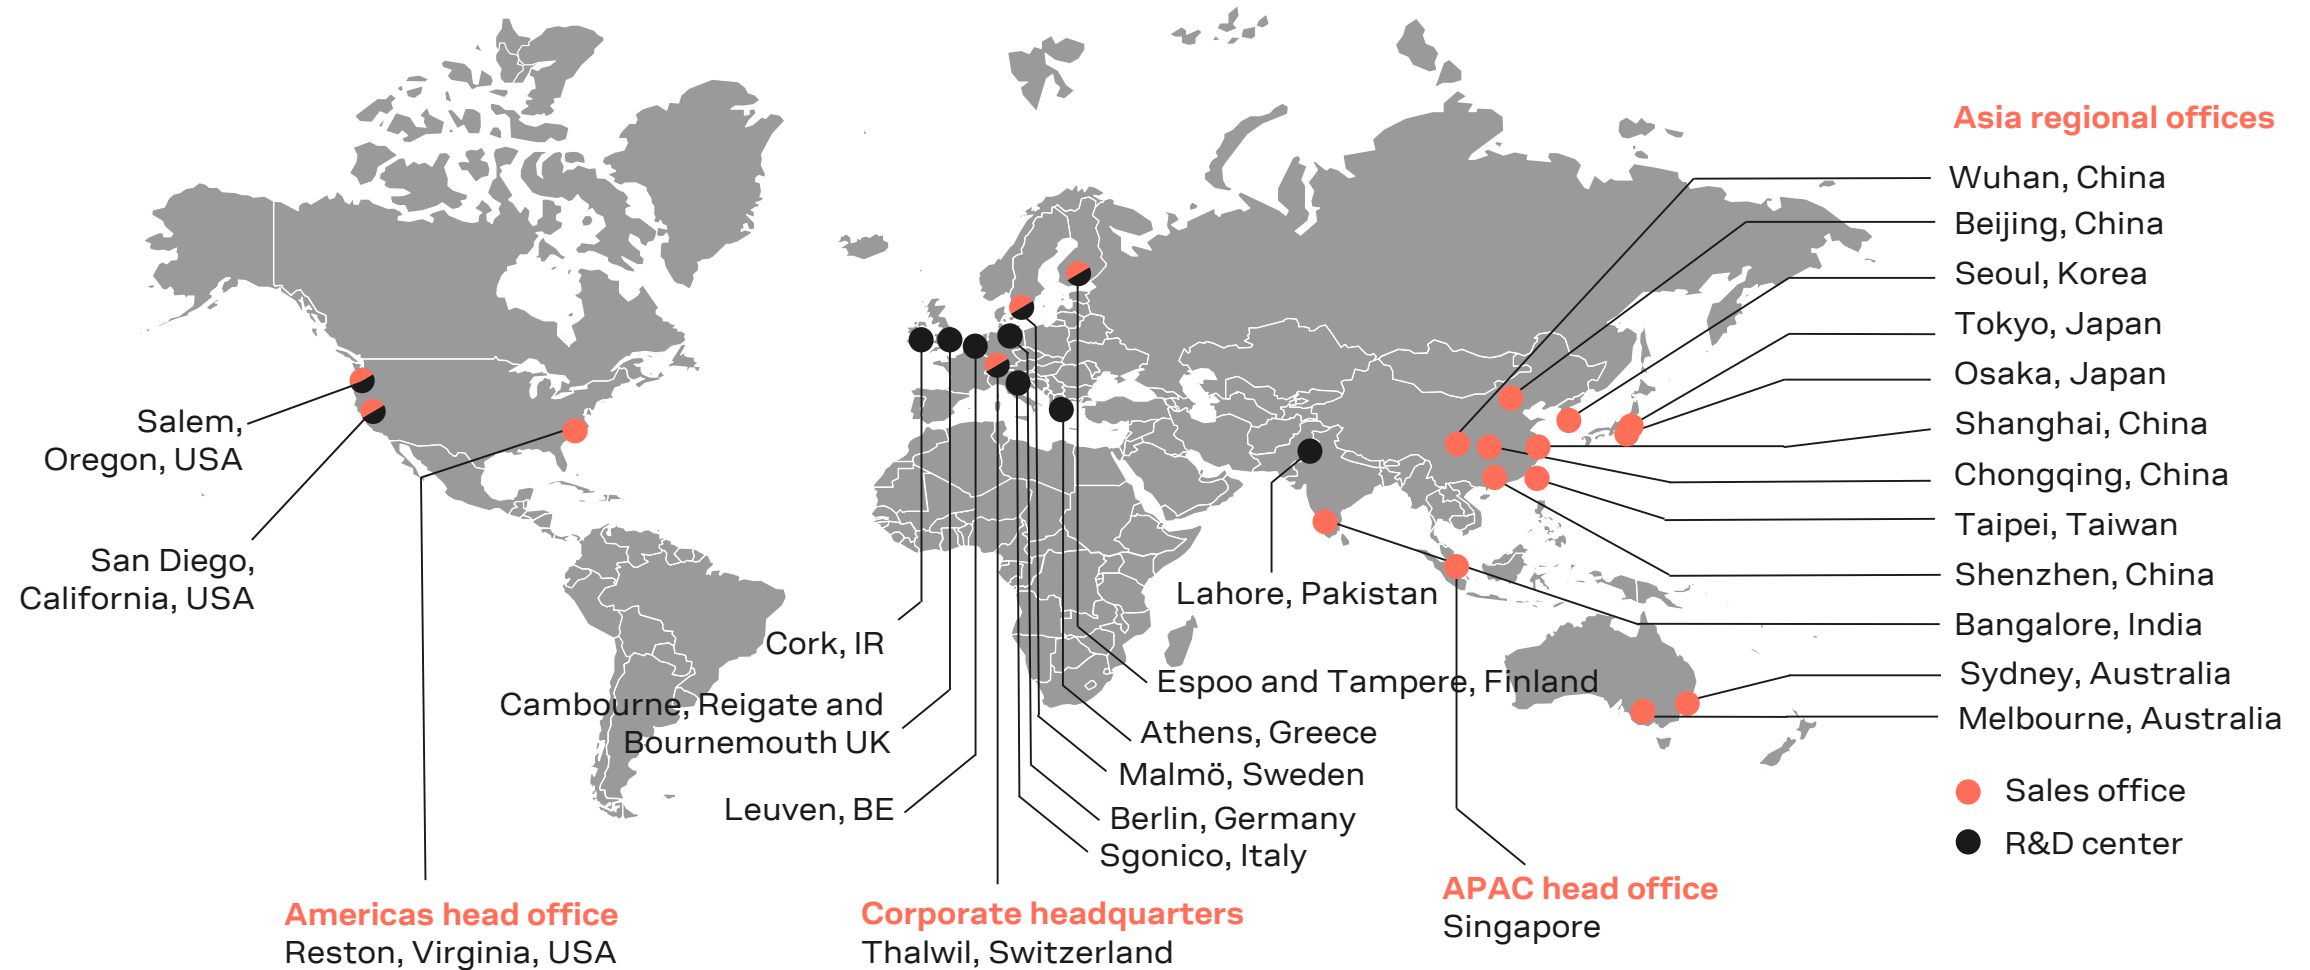 Asia regional offices
Wuhan, China
Beijing, China
Seoul, Korea
Tokyo, Japan
Osaka, Japan
Shanghai, China
Chongqing, China
Taipei, Taiwan
Shenzhen, China
Bangalore, India
Sydney, Australia
Melbourne, Australia
Sales office
R&D center
Salem,
Oregon, USA
San Diego,
California, USA
Cork, IR
Cambourne, Reigate and
Bournemouth UK
Leuven, BE
Lahore, Pakistan
Espoo and Tampere, Finland
Athens, Greece
Malmö, Sweden
Berlin, Germany
Sgonico, Italy
Americas head office
Reston, Virginia, USA
Corporate headquarters
Thalwil, Switzerland
APAC head office
Singapore